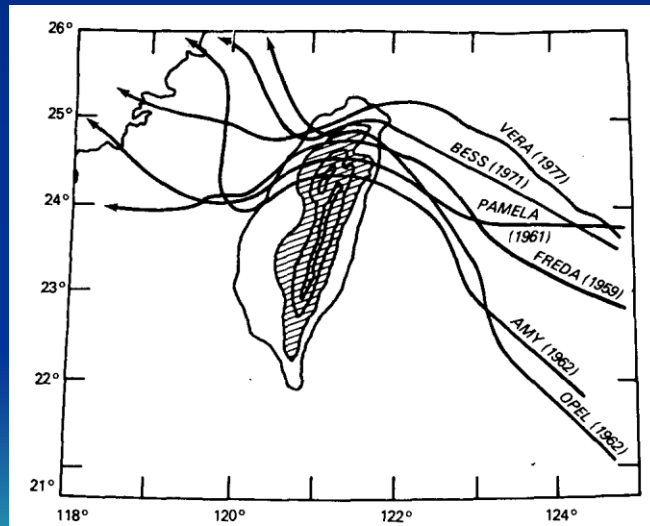 26°
25°
24°
23°
22°
21°
118°
120°
122°
124°
VERA (1977)
BESS (1971)
PAMELA
(1961)
FREDA (1959)
AMY (1962)
OPEL (1962)